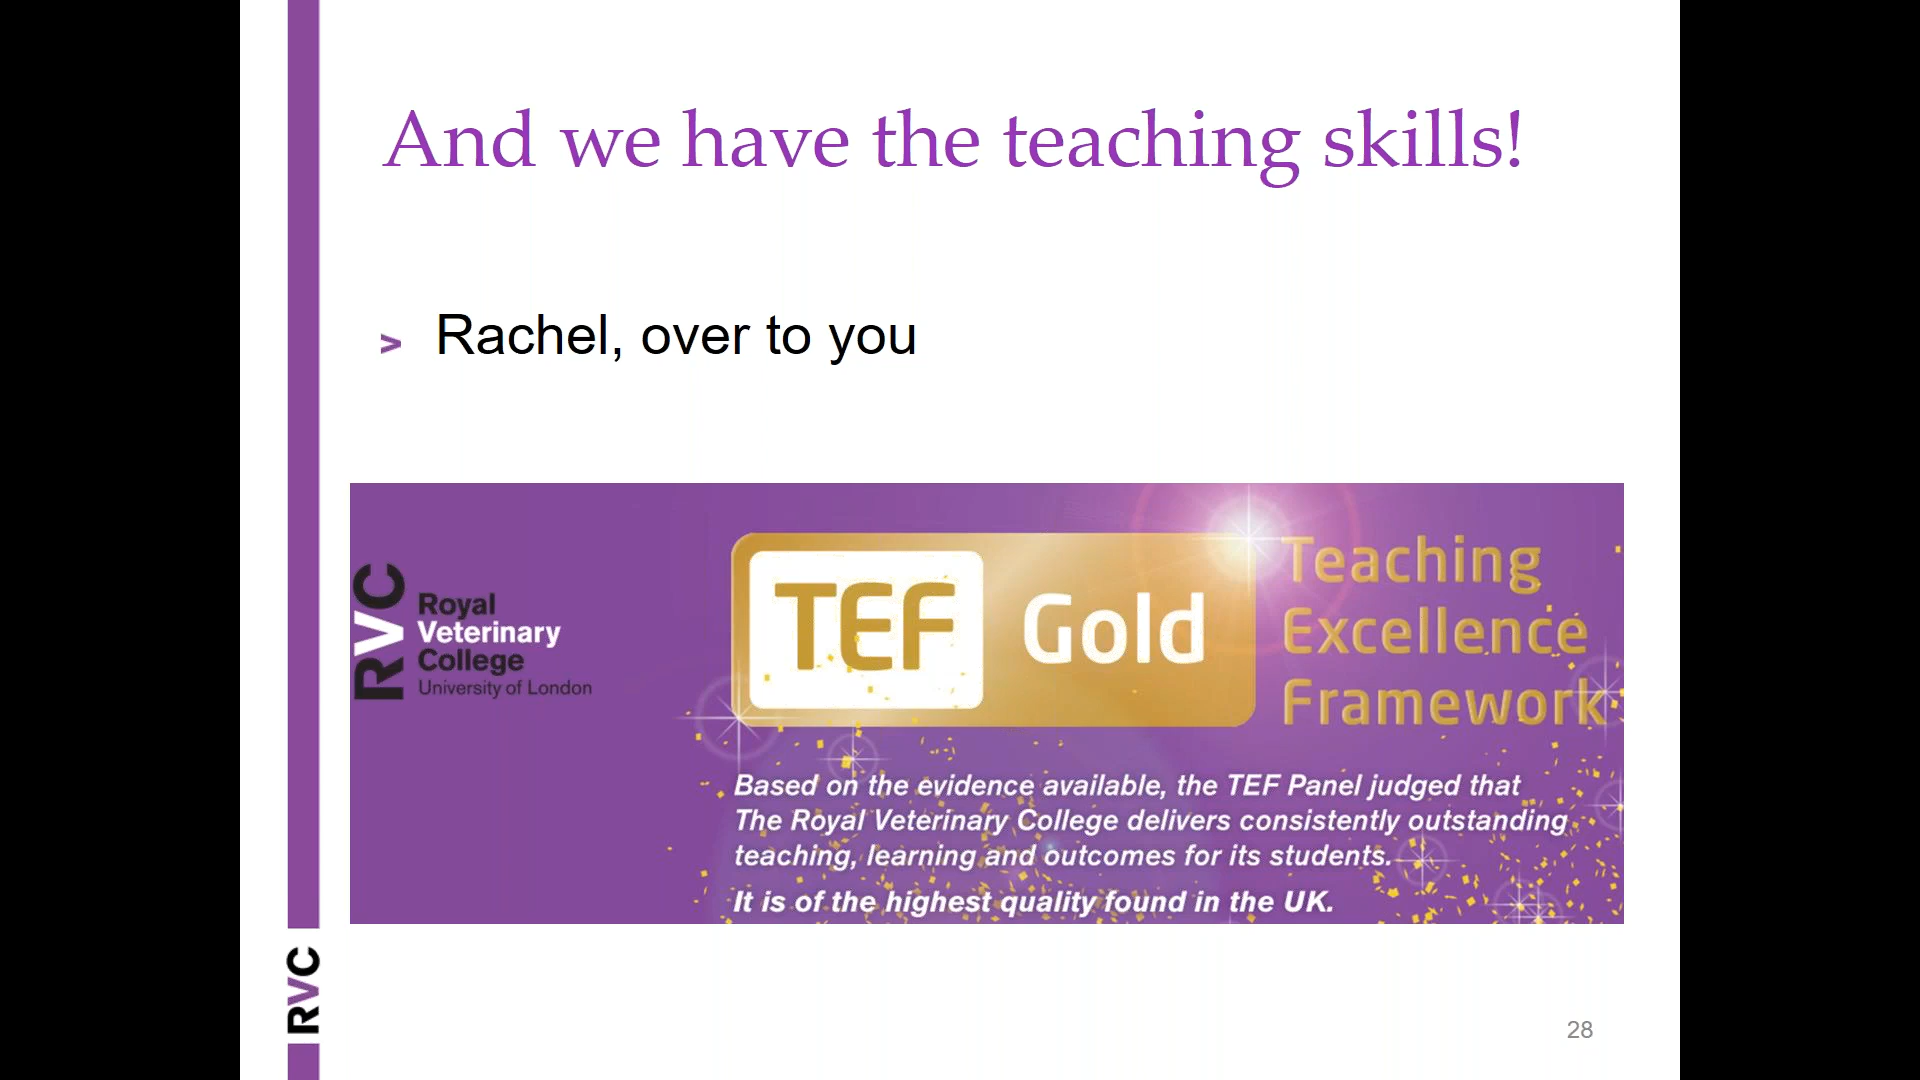 And we have the teaching skills!
> Rachel, over to you
RVC
Royal
Veterinary
College
University of London
TEF Gold
Teaching
Excellence
Framework
Based on the evidence available, the TEF Panel judged that
The Royal Veterinary College delivers consistently outstanding
teaching, learning and outcomes for its students.
It is of the highest quality found in the UK.
RVC
28